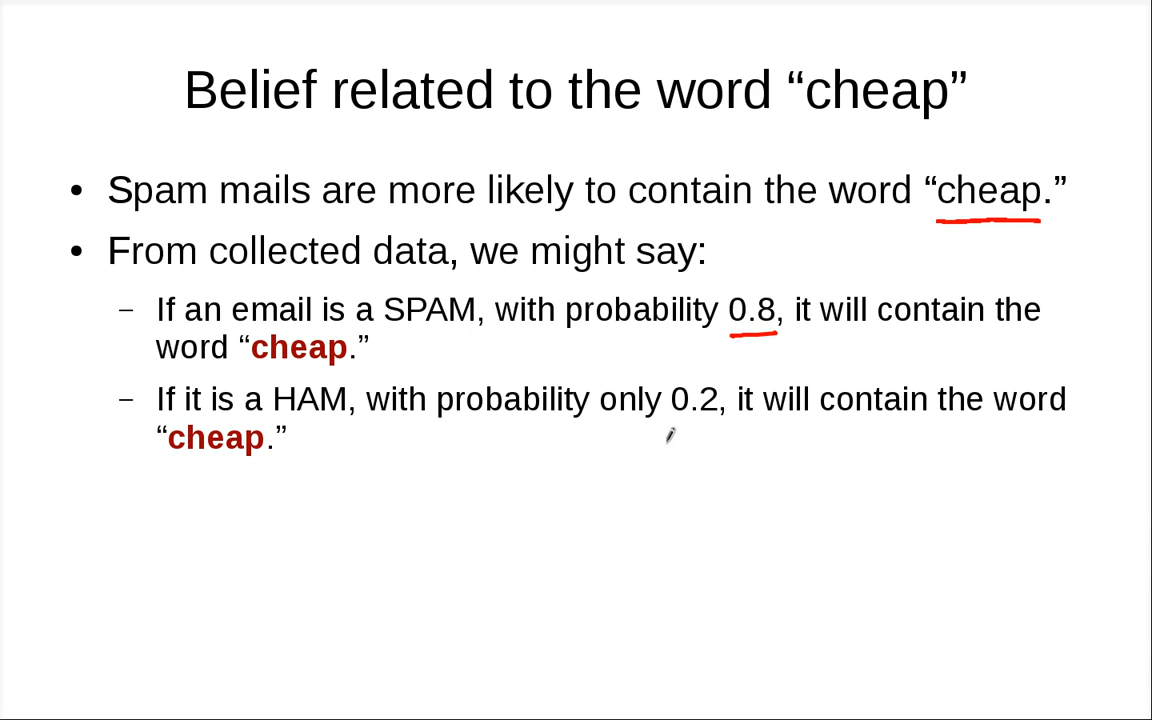 Belief related to the word “cheap”
• Spam mails are more likely to contain the word “cheap.”
• From collected data, we might say:
– If an email is a SPAM, with probability 0.8, it will contain the
word “cheap.”
– If it is a HAM, with probability only 0.2, it will contain the word
“cheap.”